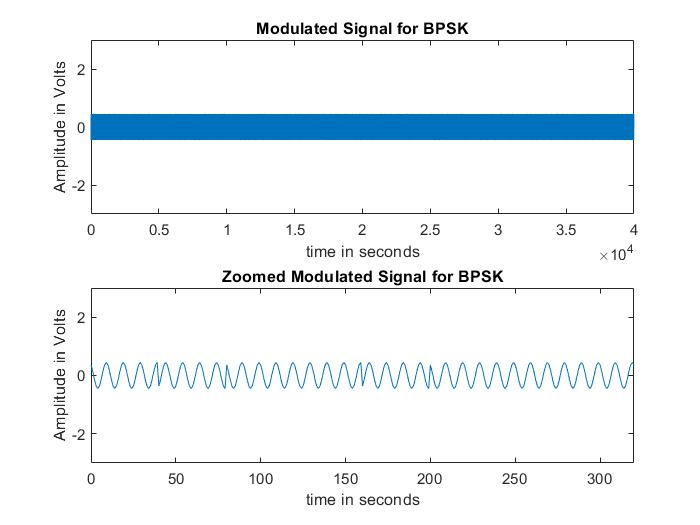 Modulated Signal for BPSK
Amplitude in Volts
2
0
-2
0 0.5 1 1.5 2 2.5 3 3.5 4
time in seconds
×10^4
Zoomed Modulated Signal for BPSK
Amplitude in Volts
2
0
-2
0 50 100 150 200 250 300
time in seconds